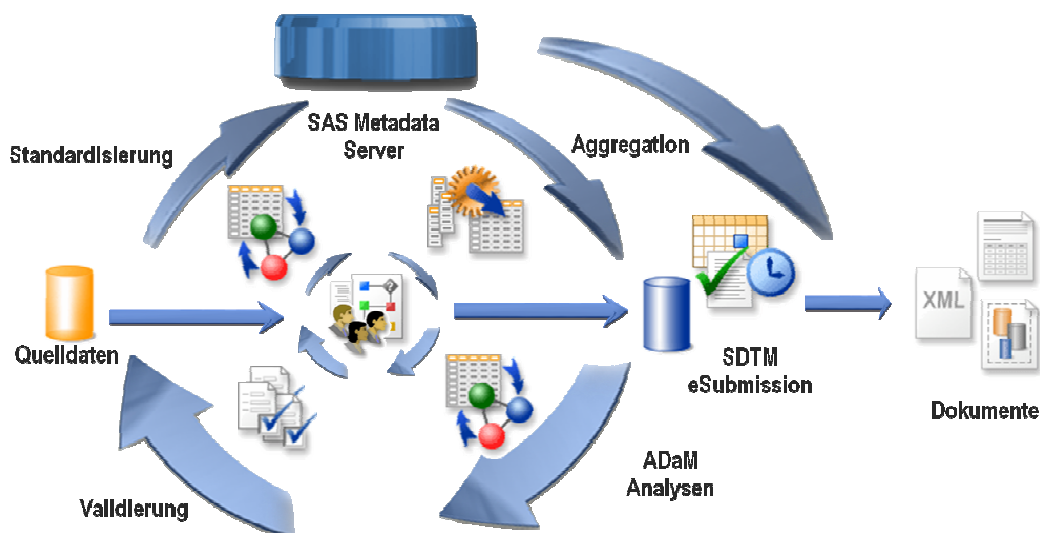 SAS Metadata
Server
Standardisierung
Aggregation
Quelldaten
XML
SDTM
eSubmission
Dokumente
ADaM
Analysen
Validierung